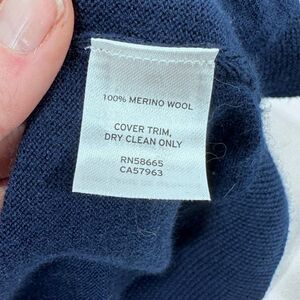 100% MERINO WOOL
COVER TRIM,
DRY CLEAN ONLY
RN58665
CA57963